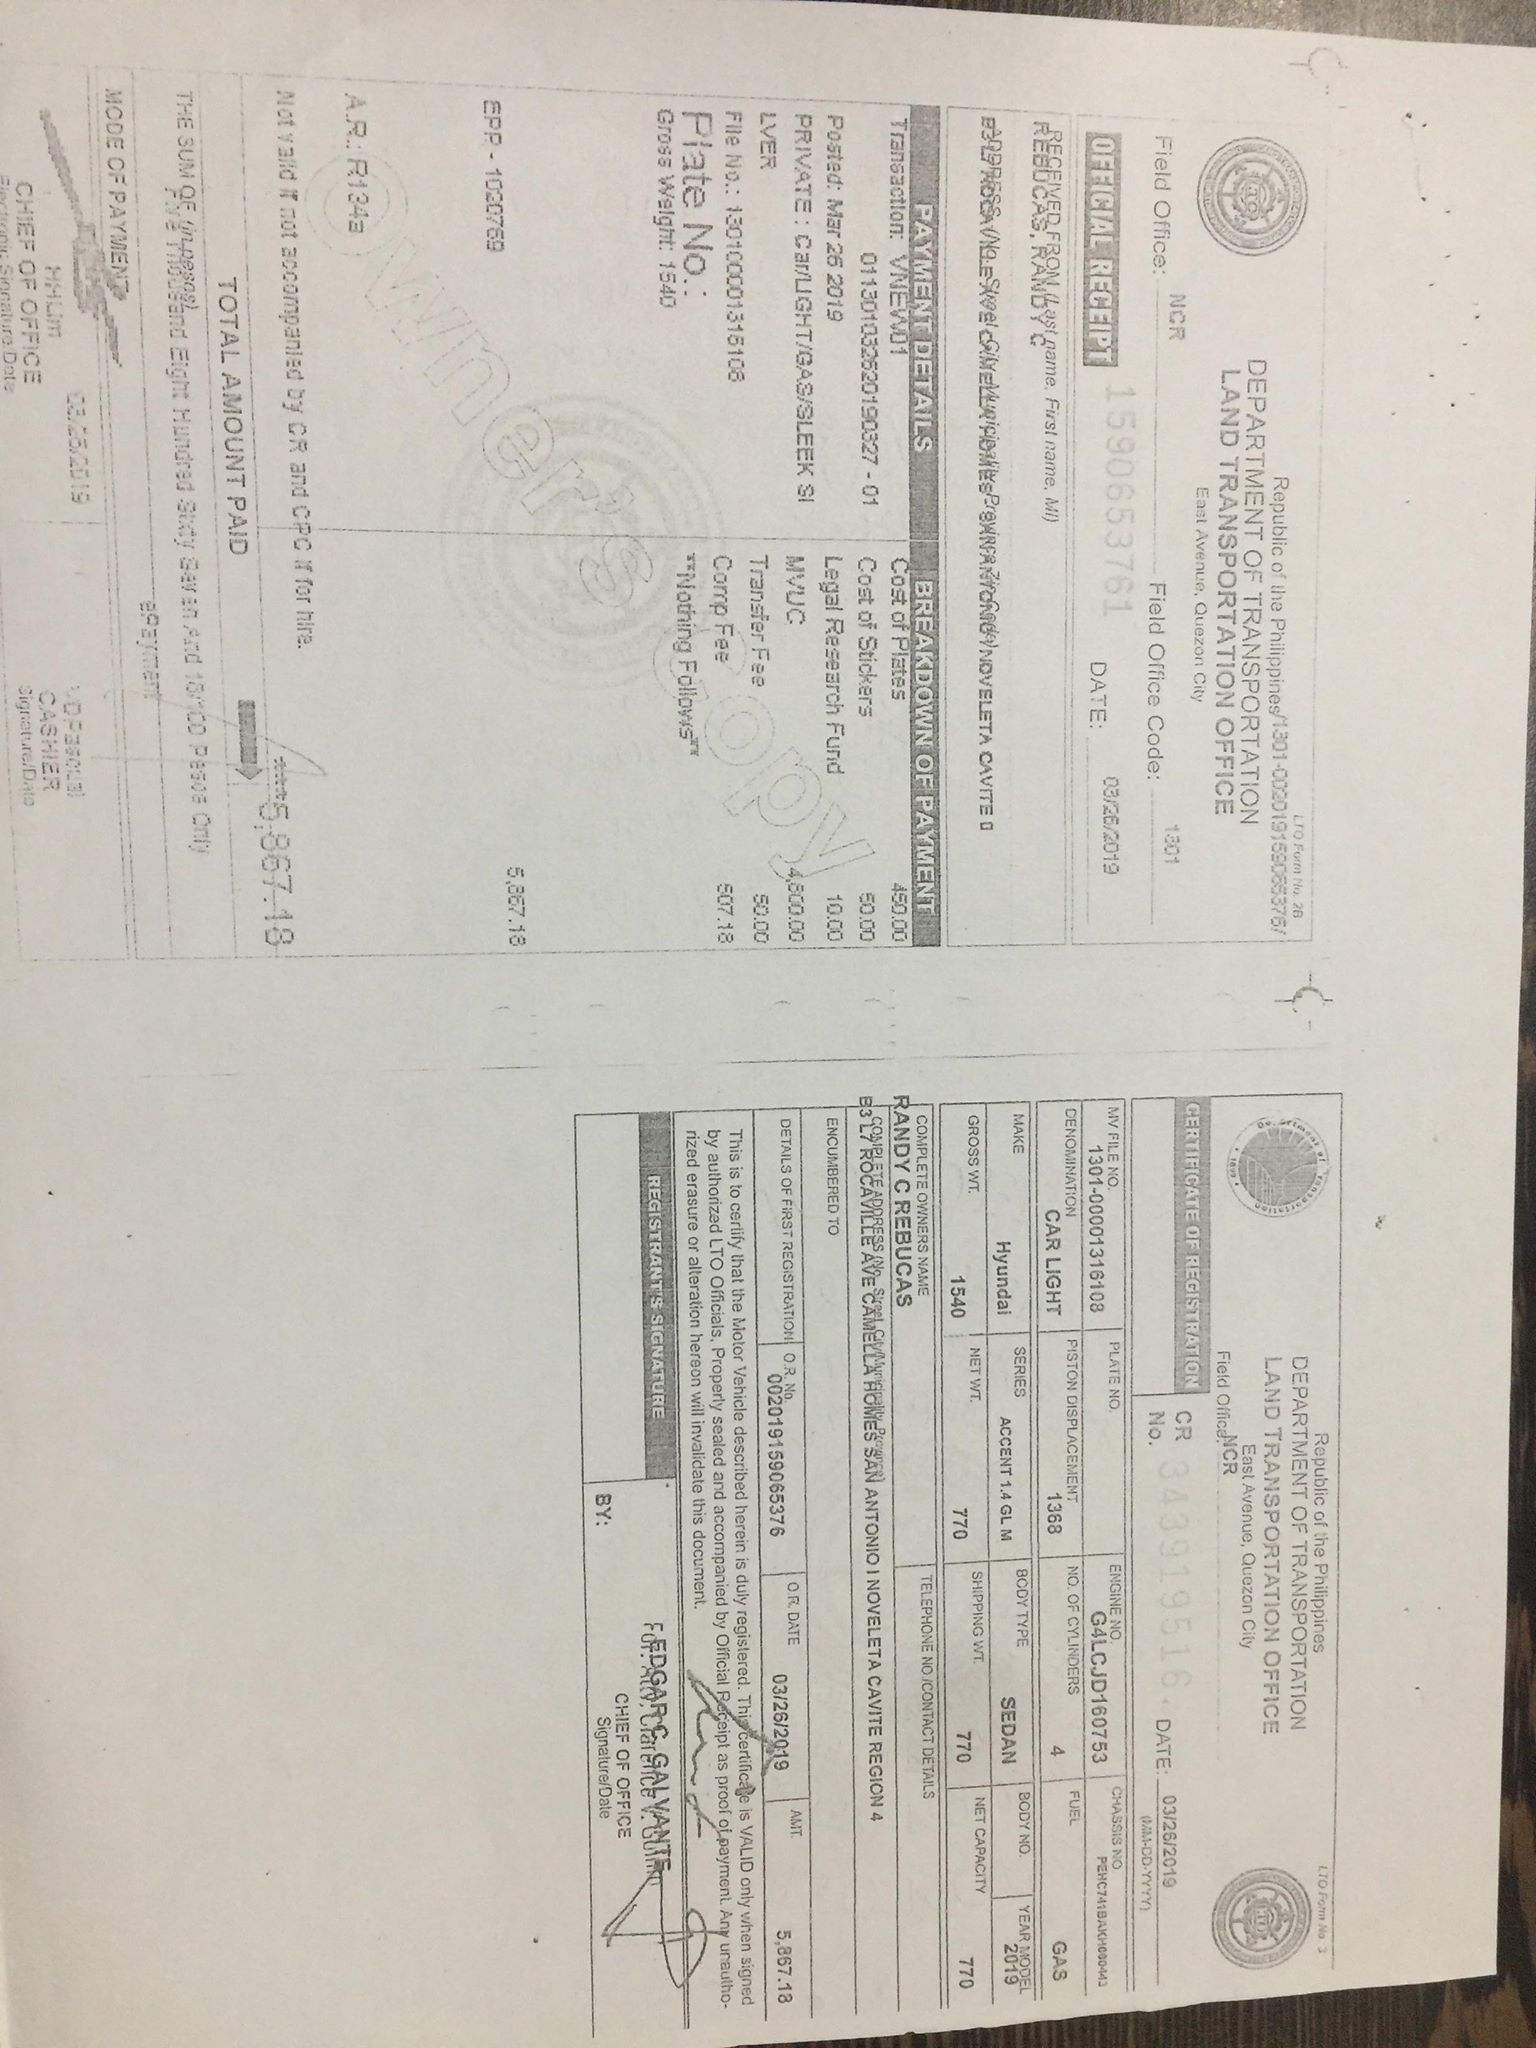 LTO Form No. 2B
Republic of the Philippines/1301-002019159065376/
DEPARTMENT OF TRANSPORTATION
LAND TRANSPORTATION OFFICE
East Avenue, Quezon City
Field Office: NCR Field Office Code: 1301
OFFICIAL RECEIPT 1590653761 DATE: 03/26/2019
RECEIVED FROM (Last name, First name, MI)
REBUCAS, RANDY C
ADDRESS (No., Street, City, Municipality, Province Zip Code)
B3 L7 ROCAVILLE AVE CAMELLA HOMES - SAN ANTONIO I NOVELETA CAVITE
PAYMENT DETAILS BREAKDOWN OF PAYMENT
Transaction: VNEW01 Cost of Plates 450.00
011301032620190327 - 01 Cost of Stickers 50.00
Posted: Mar 26 2019 Legal Research Fund 10.00
PRIVATE : Car/LIGHT/GAS/SLEEK SI MVUC 4,800.00
LVER Transfer Fee 50.00
File No.: 130100001316108 Comp Fee 507.18
Plate No.: **Nothing Follows**
Gross Weight: 1540
Owner's Copy
5,867.18
EPP - 1020769
A.R.: R134a
Not valid if not accompanied by CR and CPC if for hire.
TOTAL AMOUNT PAID ****5,867.18
THE SUM OF (in pesos)
Five Thousand Eight Hundred Sixty Seven And 18/100 Pesos Only
ePayment
MODE OF PAYMENT
03/26/2019
HHLim VDPascual
CHIEF OF OFFICE CASHIER
Electronic Signature/Date Signature/Date
LTO Form No. 3
Department of Transportation
1899
Republic of the Philippines
DEPARTMENT OF TRANSPORTATION
LAND TRANSPORTATION OFFICE
East Avenue, Quezon City
Field Office: NCR
CERTIFICATE OF REGISTRATION CR No. 343919516. DATE: 03/26/2019
(MM-DD-YYYY)
MV FILE NO. PLATE NO. ENGINE NO. CHASSIS NO.
1301-00001316108 G4LCJD160753 PEHC741BAKH000443
DENOMINATION PISTON DISPLACEMENT NO. OF CYLINDERS FUEL
CAR LIGHT 1368 4 GAS
MAKE SERIES BODY TYPE BODY NO. YEAR MODEL
Hyundai ACCENT 1.4 GL M SEDAN 2019
GROSS WT. NET WT. SHIPPING WT. NET CAPACITY
1540 770 770 770
COMPLETE OWNERS NAME TELEPHONE NO./CONTACT DETAILS
RANDY C REBUCAS
COMPLETE ADDRESS (No., Street, City/Municipality, Province)
B3 L7 ROCAVILLE AVE CAMELLA HOMES SAN ANTONIO I NOVELETA CAVITE REGION 4
ENCUMBERED TO
DETAILS OF FIRST REGISTRATION O.R. No. 002019159065376 O.R. DATE 03/26/2019 AMT. 5,867.18
This is to certify that the Motor Vehicle described herein is duly registered. This certificate is VALID only when signed
by authorized LTO Officials, Properly sealed and accompanied by Official Receipt as proof of payment. Any unautho-
rized erasure or alteration hereon will invalidate this document.
REGISTRANT'S SIGNATURE EDGAR C. GALVANTE
For: Atty. Clarence V.
CHIEF OF OFFICE
BY: Signature/Date